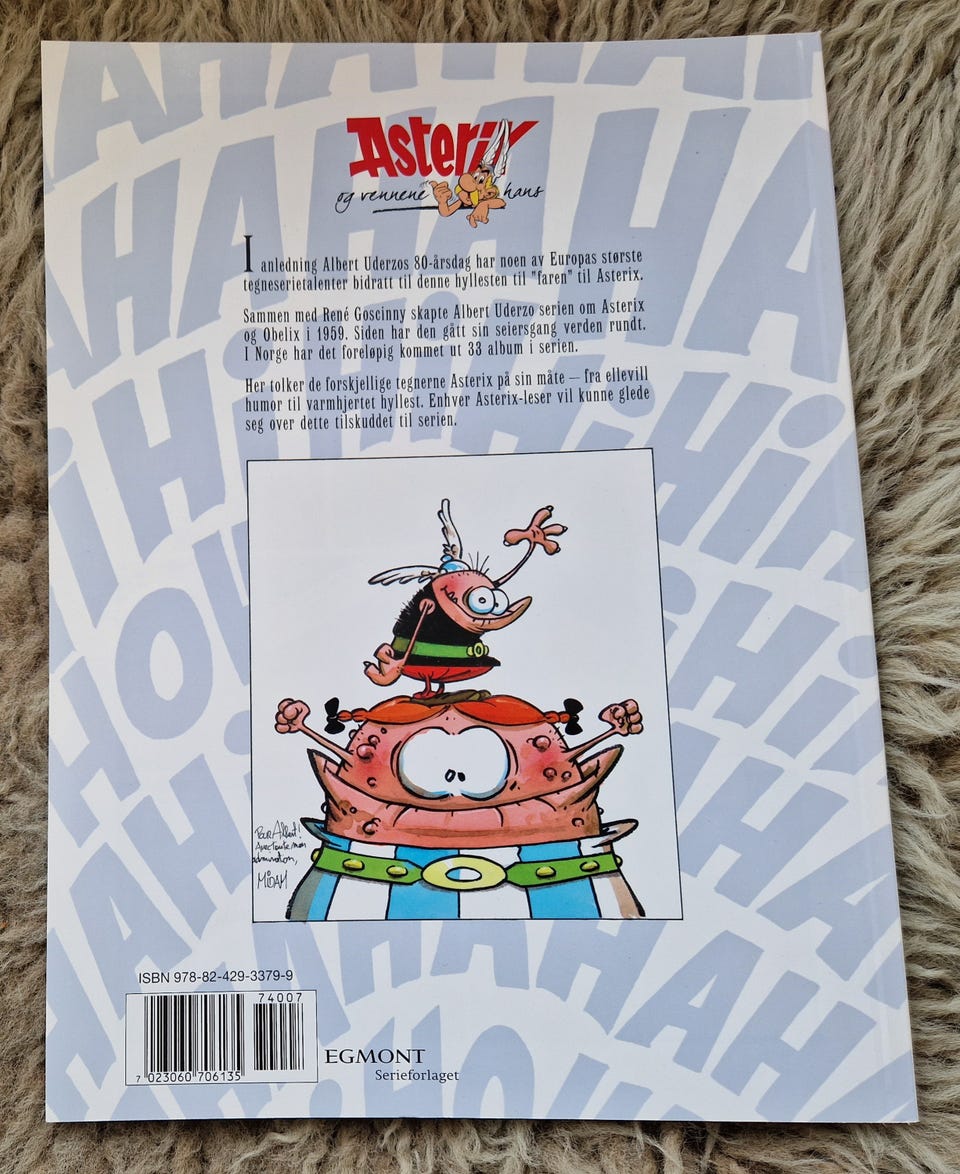 Asterix
og vennene hans
I anledning Albert Uderzos 80-årsdag har noen av Europas største
tegneserietalenter bidratt til denne hyllesten til "faren" til Asterix.
Sammen med René Goscinny skapte Albert Uderzo serien om Asterix
og Obelix i 1959. Siden har den gått sin seiersgang verden rundt.
I Norge har det foreløpig kommet ut 33 album i serien.
Her tolker de forskjellige tegnerne Asterix på sin måte – fra ellevill
humor til varmhjertet hyllest. Enhver Asterix-leser vil kunne glede
seg over dette tilskuddet til serien.
Pour Albert!
Avec toute mon
admiration,
MIDAM
ISBN 978-82-429-3379-9
74007
7 023060 706135
EGMONT
Serieforlaget